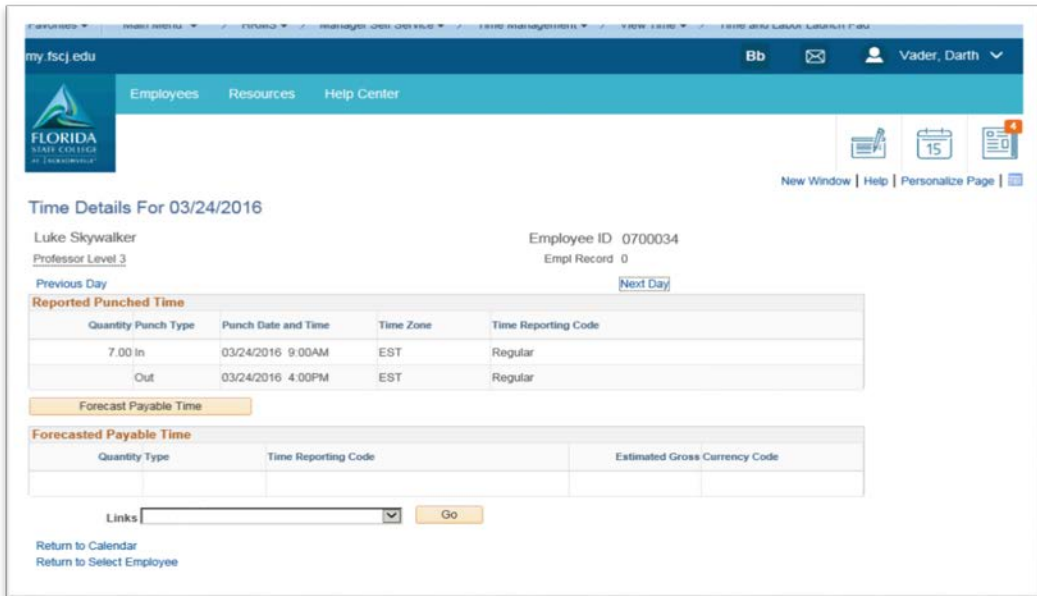 Favorites Main Menu > HRMS > Manager Self Service > Time Management > View Time > Time and Labor Launch Pad
my.fscj.edu Bb Vader, Darth
Employees Resources Help Center
FLORIDA
STATE COLLEGE
AT JACKSONVILLE
4
15
New Window | Help | Personalize Page |
Time Details For 03/24/2016
Luke Skywalker Employee ID 0700034
Professor Level 3 Empl Record 0
Previous Day Next Day
Reported Punched Time
Quantity Punch Type Punch Date and Time Time Zone Time Reporting Code
7.00 In 03/24/2016 9:00AM EST Regular
Out 03/24/2016 4:00PM EST Regular
Forecast Payable Time
Forecasted Payable Time
Quantity Type Time Reporting Code Estimated Gross Currency Code
Links Go
Return to Calendar
Return to Select Employee